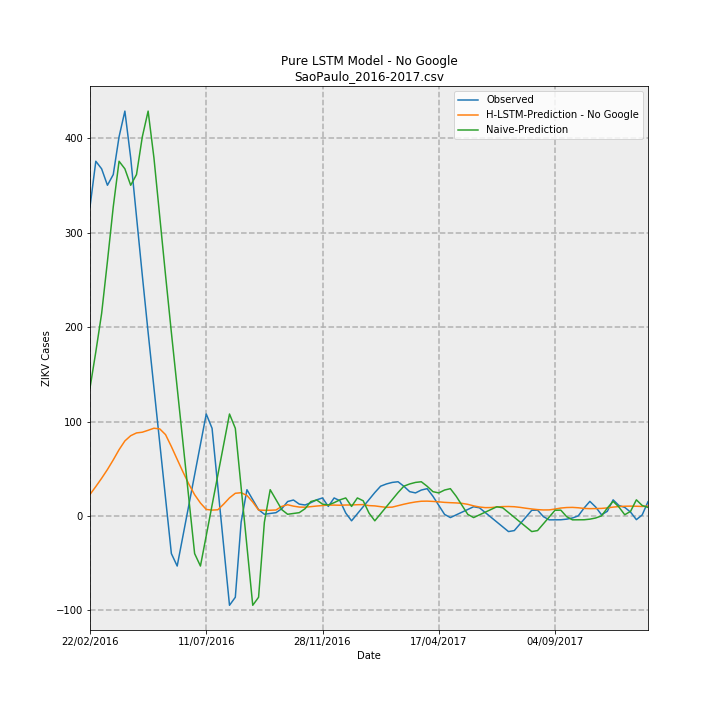 Pure LSTM Model - No Google
SaoPaulo_2016-2017.csv
Observed
H-LSTM-Prediction - No Google
Naive-Prediction
ZIKV Cases
400
300
200
100
0
−100
22/02/2016
11/07/2016
28/11/2016
17/04/2017
04/09/2017
Date